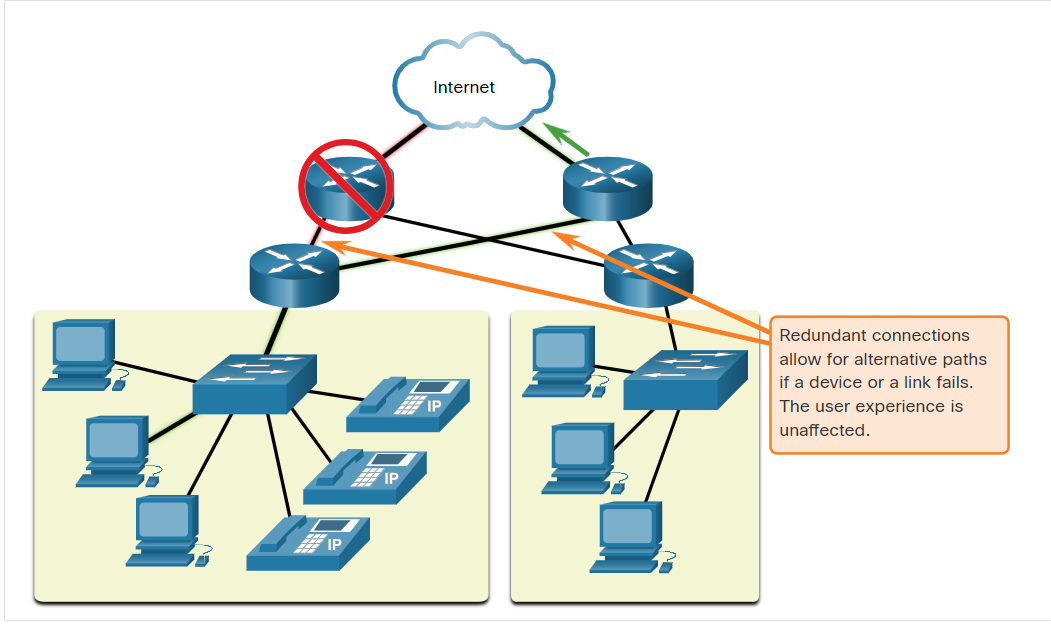 Internet
Redundant connections
allow for alternative paths
if a device or a link fails.
The user experience is
unaffected.
IP
IP
IP